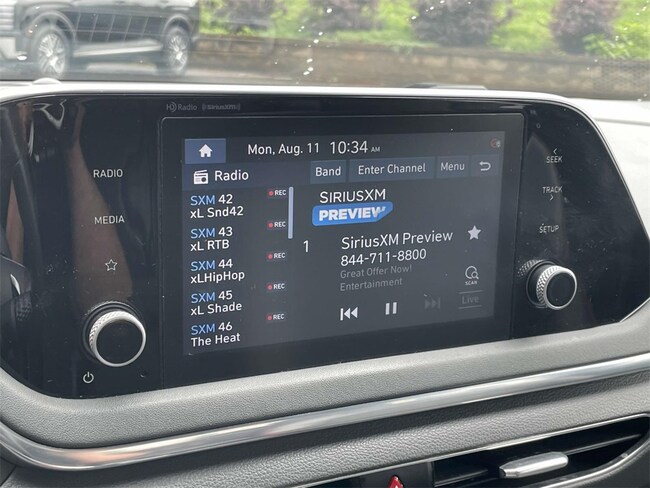 HD Radio (SiriusXM)
Mon, Aug. 11 10:34 AM
RADIO
MEDIA
Radio
Band
Enter Channel
Menu
SXM 42
REC
xL Snd42
SXM 43
REC
xL RTB
SXM 44
REC
xLHipHop
SXM 45
REC
xL Shade
SXM 46
REC
The Heat
SIRIUSXM
PREVIEW
1
SiriusXM Preview
844-711-8800
Great Offer Now!
Entertainment
SCAN
Live
SEEK
TRACK
SETUP